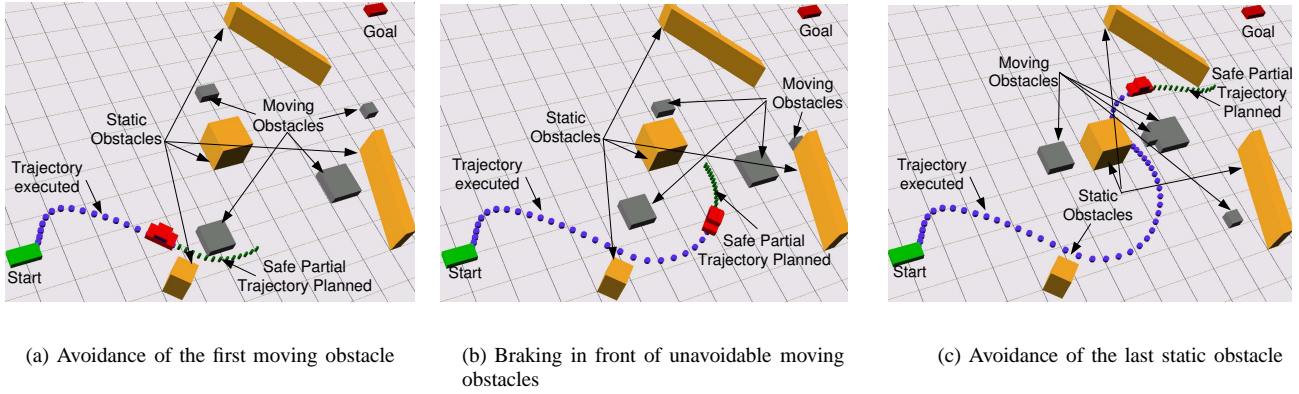 Goal
Moving
Obstacles
Static
Obstacles
Trajectory
executed
Start
Safe Partial
Trajectory Planned
Goal
Moving
Obstacles
Static
Obstacles
Trajectory
executed
Start
Safe Partial
Trajectory Planned
Goal
Moving
Obstacles
Safe Partial
Trajectory
Planned
Trajectory
executed
Static
Obstacles
Start
(a) Avoidance of the first moving obstacle
(b) Braking in front of unavoidable moving
obstacles
(c) Avoidance of the last static obstacle